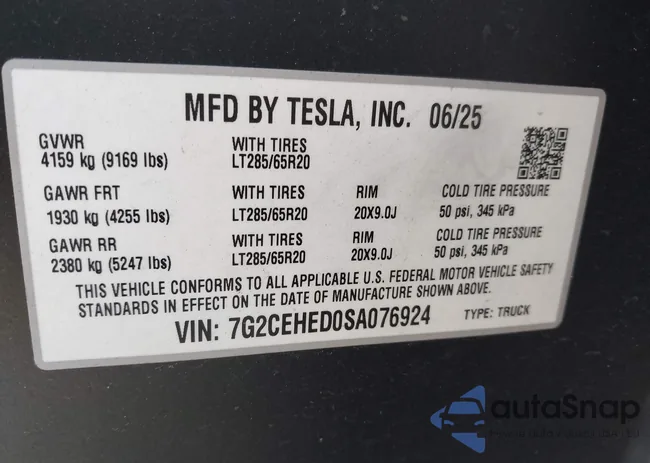 MFD BY TESLA, INC. 06/25
GVWR WITH TIRES
4159 kg (9169 lbs) LT285/65R20
GAWR FRT WITH TIRES RIM COLD TIRE PRESSURE
1930 kg (4255 lbs) LT285/65R20 20X9.0J 50 psi, 345 kPa
GAWR RR WITH TIRES RIM COLD TIRE PRESSURE
2380 kg (5247 lbs) LT285/65R20 20X9.0J 50 psi, 345 kPa
THIS VEHICLE CONFORMS TO ALL APPLICABLE U.S. FEDERAL MOTOR VEHICLE SAFETY
STANDARDS IN EFFECT ON THE DATE OF MANUFACTURE SHOWN ABOVE.
VIN: 7G2CEHED0SA076924 TYPE: TRUCK
autaSnap